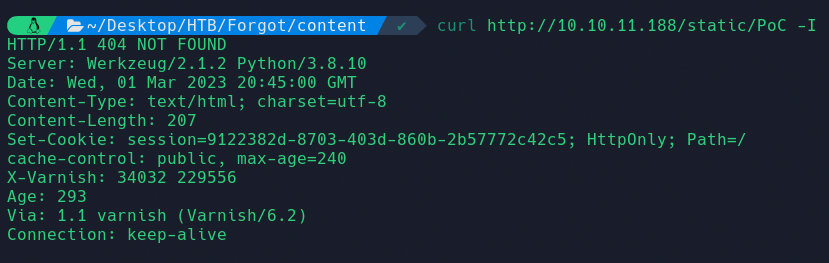 ~/Desktop/HTB/Forgot/content ✔ curl http://10.10.11.188/static/PoC -I
HTTP/1.1 404 NOT FOUND
Server: Werkzeug/2.1.2 Python/3.8.10
Date: Wed, 01 Mar 2023 20:45:00 GMT
Content-Type: text/html; charset=utf-8
Content-Length: 207
Set-Cookie: session=9122382d-8703-403d-860b-2b57772c42c5; HttpOnly; Path=/
cache-control: public, max-age=240
X-Varnish: 34032 229556
Age: 293
Via: 1.1 varnish (Varnish/6.2)
Connection: keep-alive